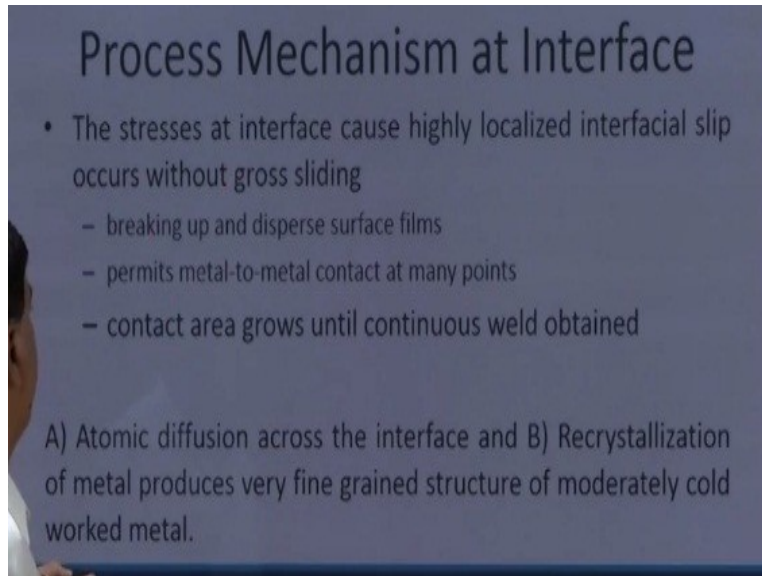 Process Mechanism at Interface
• The stresses at interface cause highly localized interfacial slip
occurs without gross sliding
– breaking up and disperse surface films
– permits metal-to-metal contact at many points
– contact area grows until continuous weld obtained
A) Atomic diffusion across the interface and B) Recrystallization
of metal produces very fine grained structure of moderately cold
worked metal.